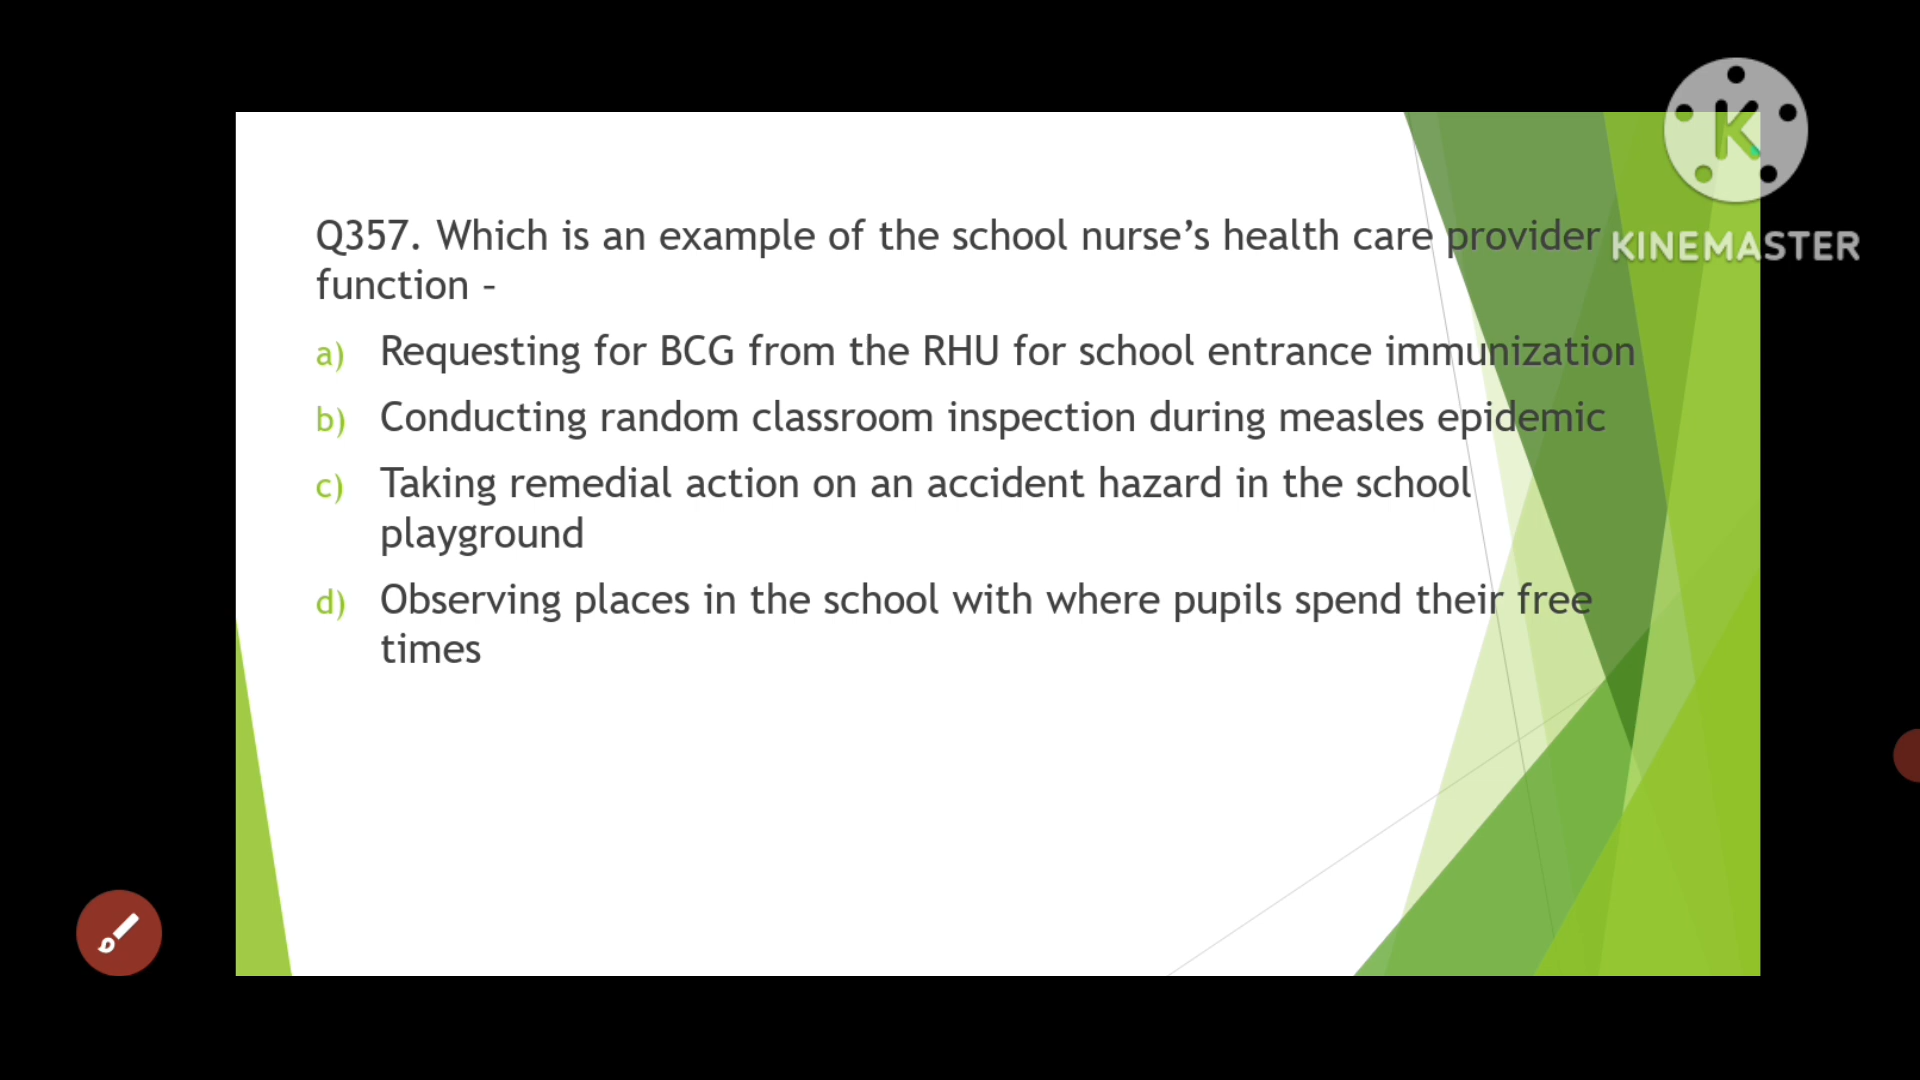 K
KINEMASTER
Q357. Which is an example of the school nurse’s health care provider
function –
a) Requesting for BCG from the RHU for school entrance immunization
b) Conducting random classroom inspection during measles epidemic
c) Taking remedial action on an accident hazard in the school
playground
d) Observing places in the school with where pupils spend their free
times